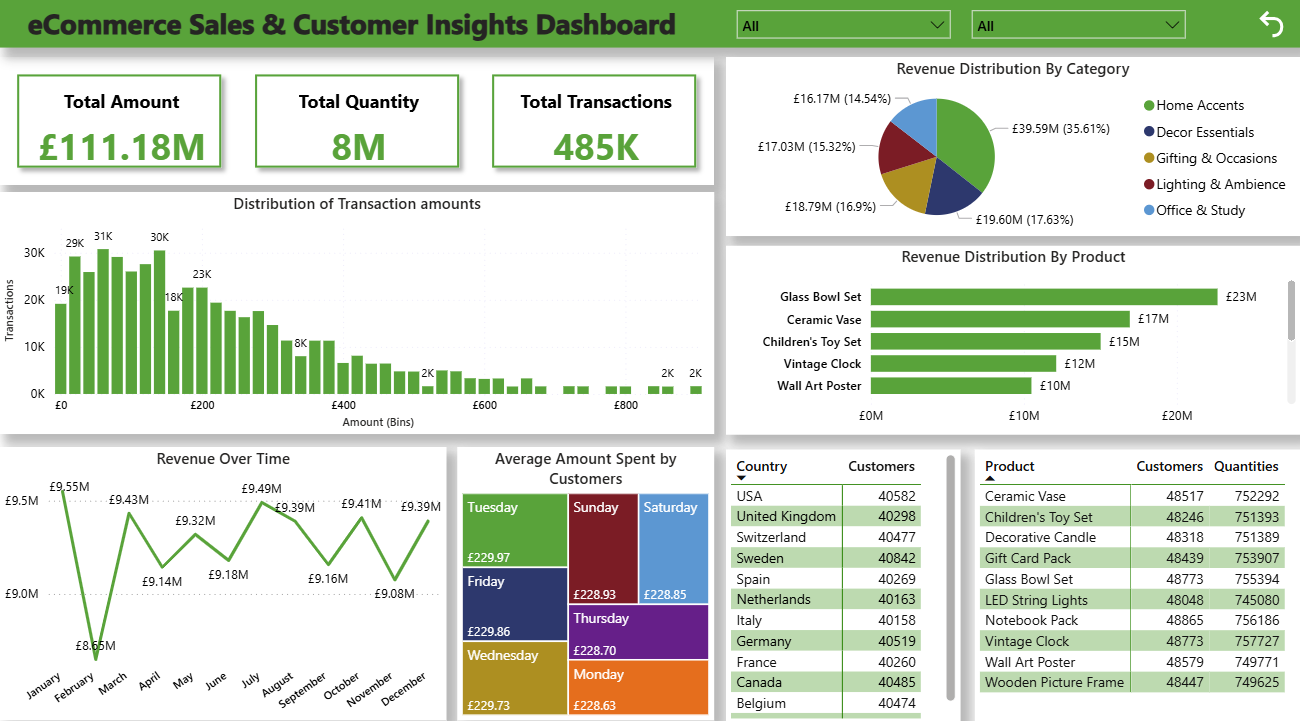 eCommerce Sales & Customer Insights Dashboard
All
All
Total Amount
£111.18M
Total Quantity
8M
Total Transactions
485K
Revenue Distribution By Category
£16.17M (14.54%)
£39.59M (35.61%)
£17.03M (15.32%)
£18.79M (16.9%)
£19.60M (17.63%)
Home Accents
Decor Essentials
Gifting & Occasions
Lighting & Ambience
Office & Study
Distribution of Transaction amounts
Transactions
30K
20K
10K
0K
19K
29K
31K
30K
18K
23K
8K
2K
2K
2K
£0
£200
£400
£600
£800
Amount (Bins)
Revenue Distribution By Product
Glass Bowl Set £23M
Ceramic Vase £17M
Children's Toy Set £15M
Vintage Clock £12M
Wall Art Poster £10M
£0M £10M £20M
Revenue Over Time
£9.5M
£9.0M
£9.55M
£8.65M
£9.43M
£9.14M
£9.32M
£9.18M
£9.49M
£9.39M
£9.16M
£9.41M
£9.08M
£9.39M
January
February
March
April
May
June
July
August
September
October
November
December
Average Amount Spent by
Customers
Tuesday
£229.97
Friday
£229.86
Wednesday
£229.73
Sunday
£228.93
Saturday
£228.85
Thursday
£228.70
Monday
£228.63
Country Customers
USA 40582
United Kingdom 40298
Switzerland 40477
Sweden 40842
Spain 40269
Netherlands 40163
Italy 40158
Germany 40519
France 40260
Canada 40485
Belgium 40474
Product Customers Quantities
Ceramic Vase 48517 752292
Children's Toy Set 48246 751393
Decorative Candle 48318 751389
Gift Card Pack 48439 753907
Glass Bowl Set 48773 755394
LED String Lights 48048 745080
Notebook Pack 48865 756186
Vintage Clock 48773 757727
Wall Art Poster 48579 749771
Wooden Picture Frame 48447 749625